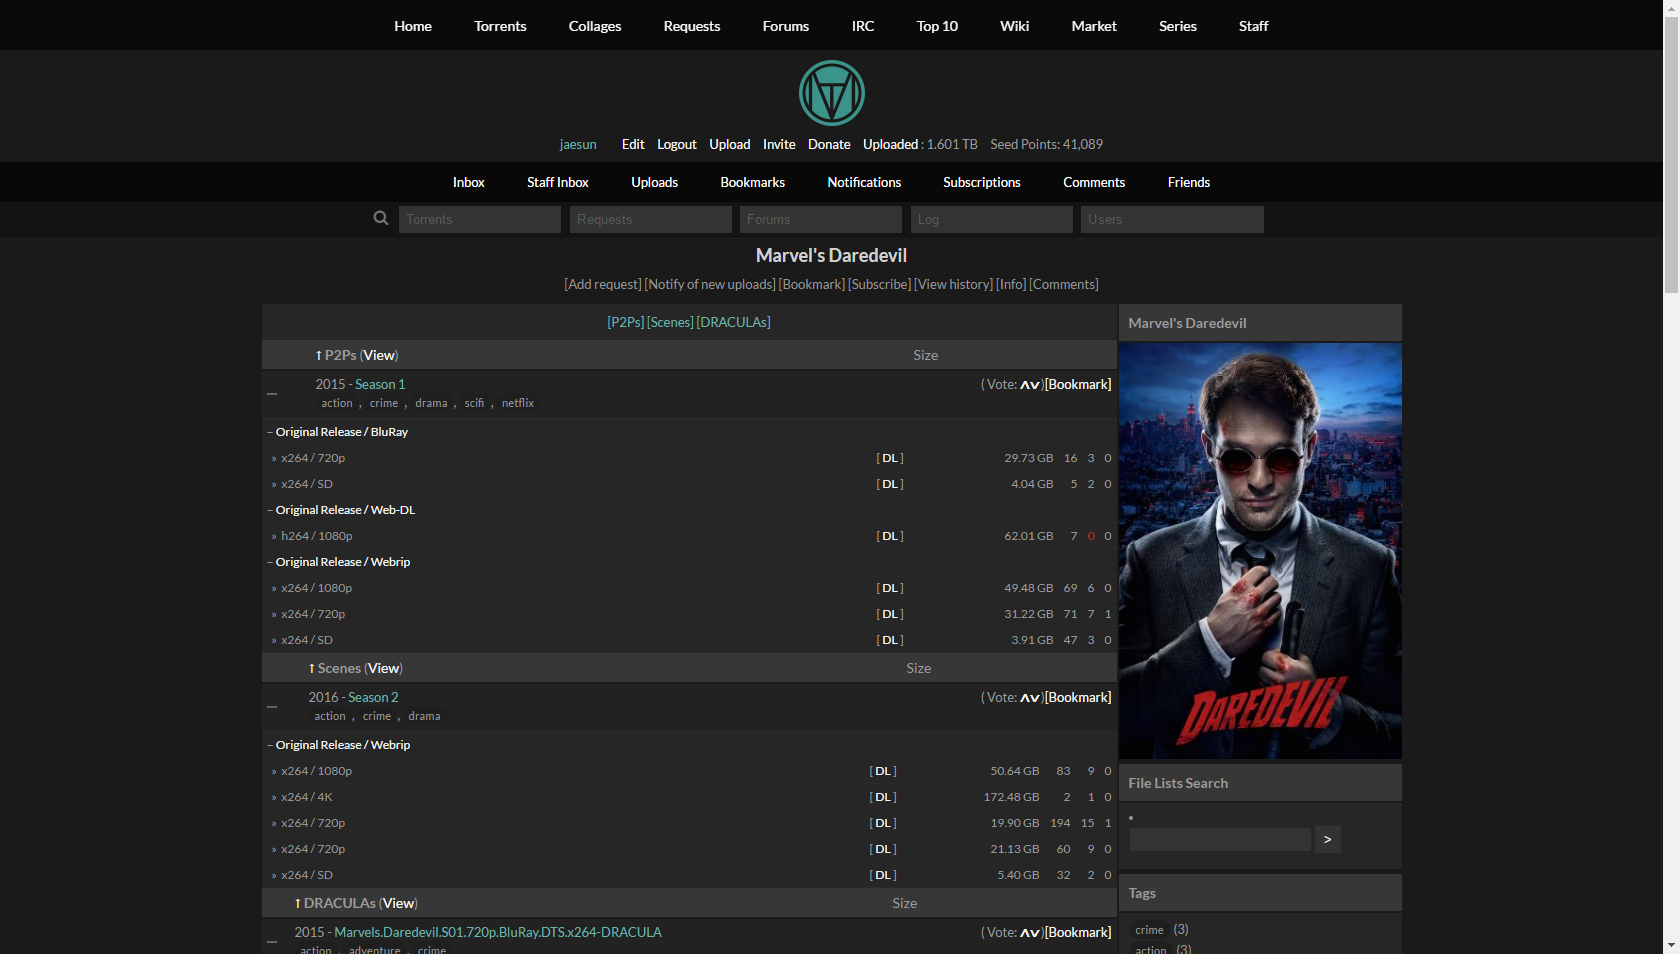 Home Torrents Collages Requests Forums IRC Top 10 Wiki Market Series Staff
jaesun Edit Logout Upload Invite Donate Uploaded : 1.601 TB Seed Points: 41,089
Inbox Staff Inbox Uploads Bookmarks Notifications Subscriptions Comments Friends
Torrents Requests Forums Log Users
Marvel's Daredevil
[Add request] [Notify of new uploads] [Bookmark] [Subscribe] [View history] [Info] [Comments]
[P2Ps] [Scenes] [DRACULAs]
↑ P2Ps (View) Size
2015 - Season 1 ( Vote: ʌv )[Bookmark]
action , crime , drama , scifi , netflix
– Original Release / BluRay
» x264 / 720p [ DL ] 29.73 GB 16 3 0
» x264 / SD [ DL ] 4.04 GB 5 2 0
– Original Release / Web-DL
» h264 / 1080p [ DL ] 62.01 GB 7 0 0
– Original Release / Webrip
» x264 / 1080p [ DL ] 49.48 GB 69 6 0
» x264 / 720p [ DL ] 31.22 GB 71 7 1
» x264 / SD [ DL ] 3.91 GB 47 3 0
↑ Scenes (View) Size
2016 - Season 2 ( Vote: ʌv )[Bookmark]
action , crime , drama
– Original Release / Webrip
» x264 / 1080p [ DL ] 50.64 GB 83 9 0
» x264 / 4K [ DL ] 172.48 GB 2 1 0
» x264 / 720p [ DL ] 19.90 GB 194 15 1
» x264 / 720p [ DL ] 21.13 GB 60 9 0
» x264 / SD [ DL ] 5.40 GB 32 2 0
↑ DRACULAs (View) Size
2015 - Marvels.Daredevil.S01.720p.BluRay.DTS.x264-DRACULA ( Vote: ʌv )[Bookmark]
action , adventure , crime
Marvel's Daredevil
DAREDEVIL
File Lists Search
>
Tags
crime (3)
action (3)